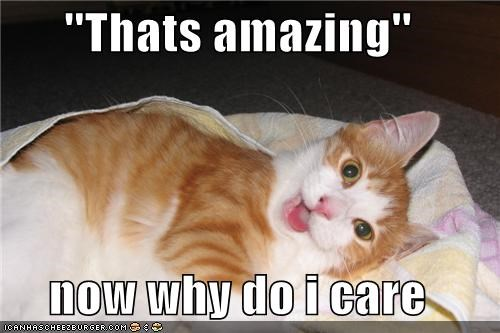 "Thats amazing"
now why do i care
ICANHASCHEEZBURGER.COM